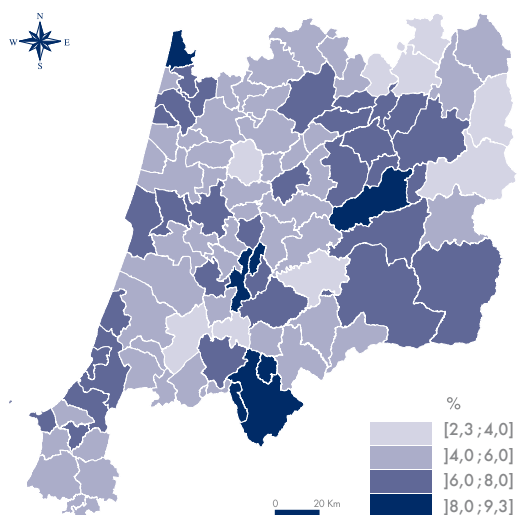 N
W E
S
%
[2,3 ; 4,0]
]4,0 ; 6,0]
]6,0 ; 8,0]
]8,0 ; 9,3]
0 20 Km